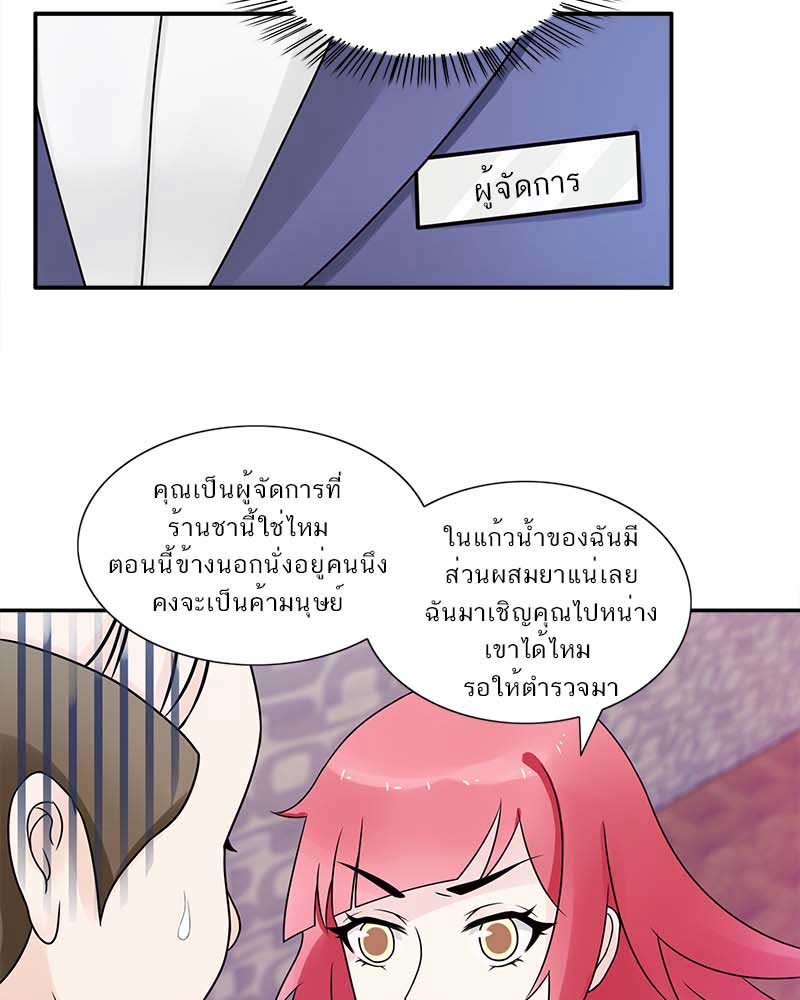 ผู้จัดการ
คุณเป็นผู้จัดการที่
ร้านชานี้ใช่ไหม
ตอนนี้ข้างนอกนั่งอยู่คนนึง
คงจะเป็นค้ามนุษย์
ในแก้วน้ำของฉันมี
ส่วนผสมยาแน่เลย
ฉันมาเชิญคุณไปหน่าง
เขาได้ไหม
รอให้ตำรวจมา